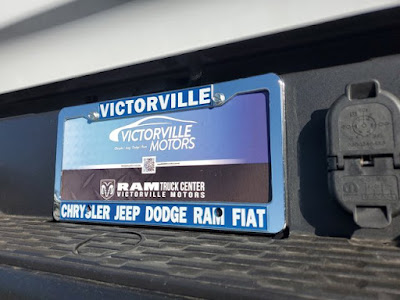 VICTORVILLE
VICTORVILLE
MOTORS
RAM TRUCK CENTER
VICTORVILLE MOTORS
CHRYSLER JEEP DODGE RAM FIAT